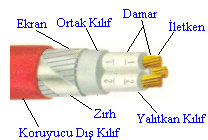 Damar
Ekran
Ortak Kılıf
İletken
Zırh
Yalıtkan Kılıf
Koruyucu Dış Kılıf